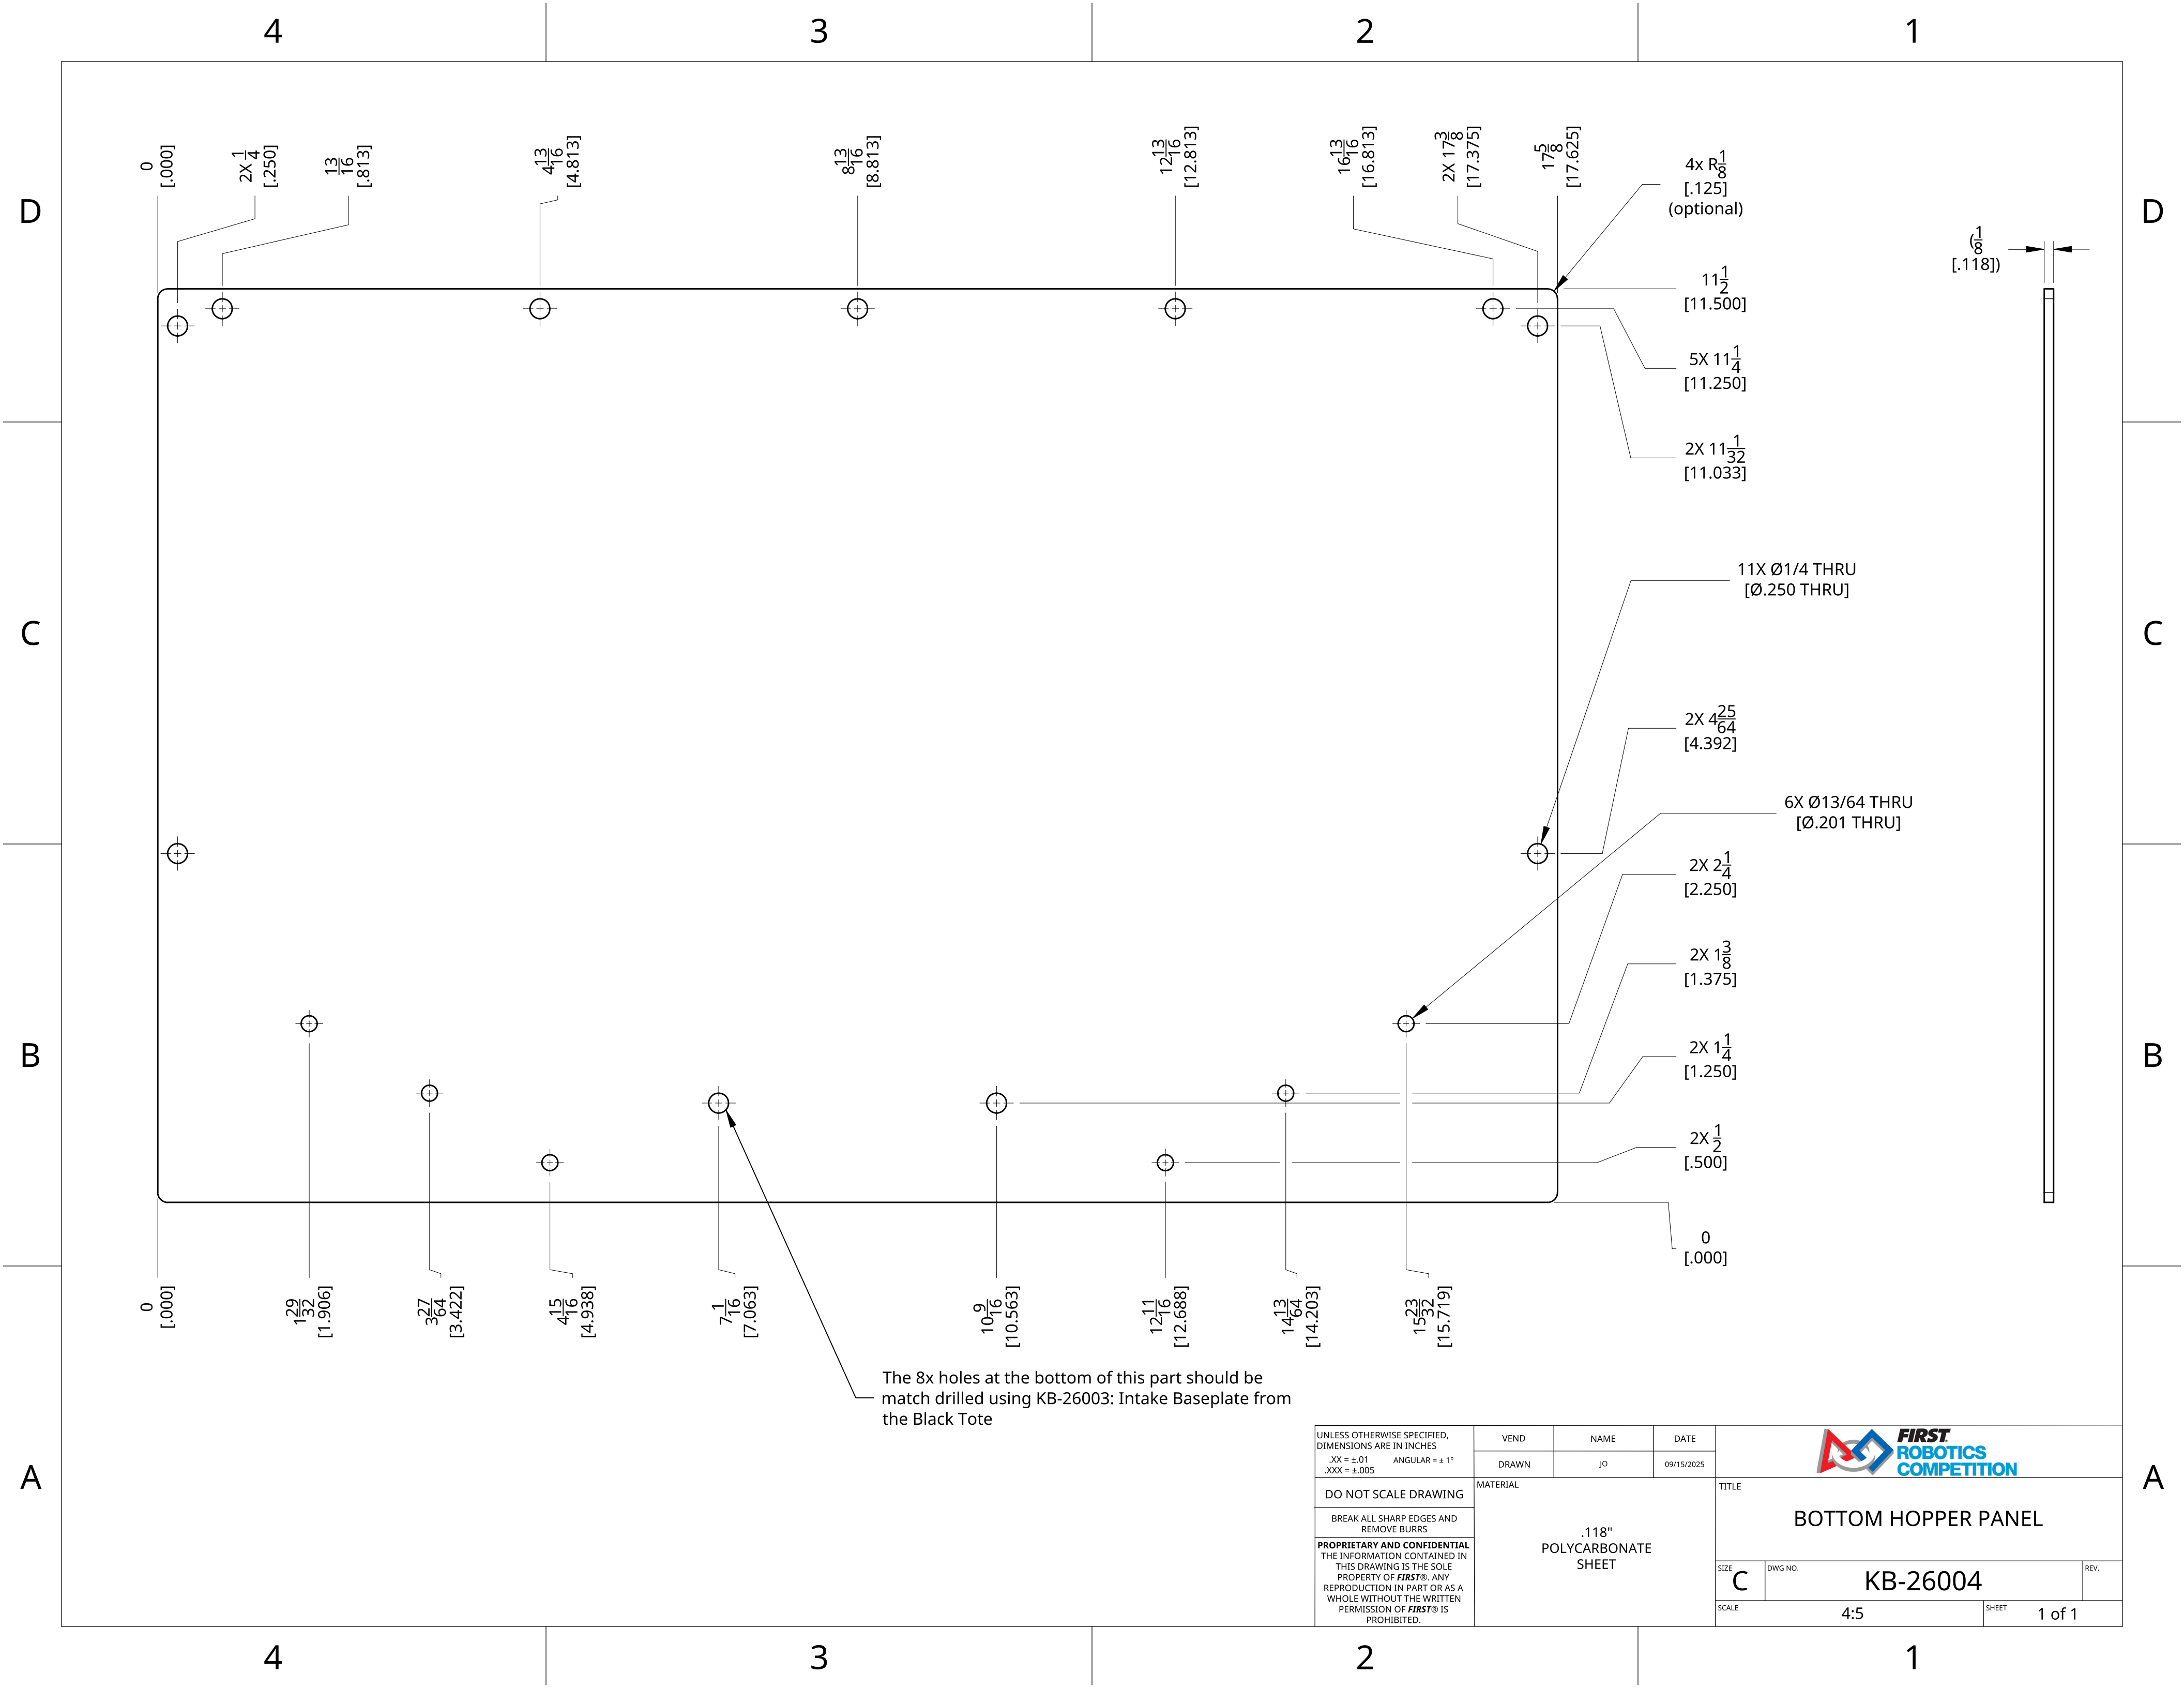 4 3 2 1
D
D
0
[.000]
2X 1/4
[.250]
13/16
[.813]
4 13/16
[4.813]
8 13/16
[8.813]
12 13/16
[12.813]
16 13/16
[16.813]
2X 17 3/8
[17.375]
17 5/8
[17.625]
4x R1/8
[.125]
(optional)
(1/8
[.118])
11 1/2
[11.500]
5X 11 1/4
[11.250]
2X 11 1/32
[11.033]
C
C
11X Ø1/4 THRU
[Ø.250 THRU]
2X 4 25/64
[4.392]
6X Ø13/64 THRU
[Ø.201 THRU]
2X 2 1/4
[2.250]
2X 1 3/8
[1.375]
B
B
2X 1 1/4
[1.250]
2X 1/2
[.500]
0
[.000]
0
[.000]
1 29/32
[1.906]
3 27/64
[3.422]
4 15/16
[4.938]
7 1/16
[7.063]
10 9/16
[10.563]
12 11/16
[12.688]
14 13/64
[14.203]
15 23/32
[15.719]
The 8x holes at the bottom of this part should be
match drilled using KB-26003: Intake Baseplate from
the Black Tote
A
A
UNLESS OTHERWISE SPECIFIED,
DIMENSIONS ARE IN INCHES
.XX = ±.01 ANGULAR = ± 1°
.XXX = ±.005
DO NOT SCALE DRAWING
BREAK ALL SHARP EDGES AND
REMOVE BURRS
PROPRIETARY AND CONFIDENTIAL
THE INFORMATION CONTAINED IN
THIS DRAWING IS THE SOLE
PROPERTY OF FIRST®. ANY
REPRODUCTION IN PART OR AS A
WHOLE WITHOUT THE WRITTEN
PERMISSION OF FIRST® IS
PROHIBITED.
VEND NAME DATE
DRAWN JO 09/15/2025
MATERIAL
.118"
POLYCARBONATE
SHEET
FIRST®
ROBOTICS
COMPETITION
TITLE
BOTTOM HOPPER PANEL
SIZE
C
DWG NO.
KB-26004
REV.
SCALE
4:5
SHEET
1 of 1
4 3 2 1